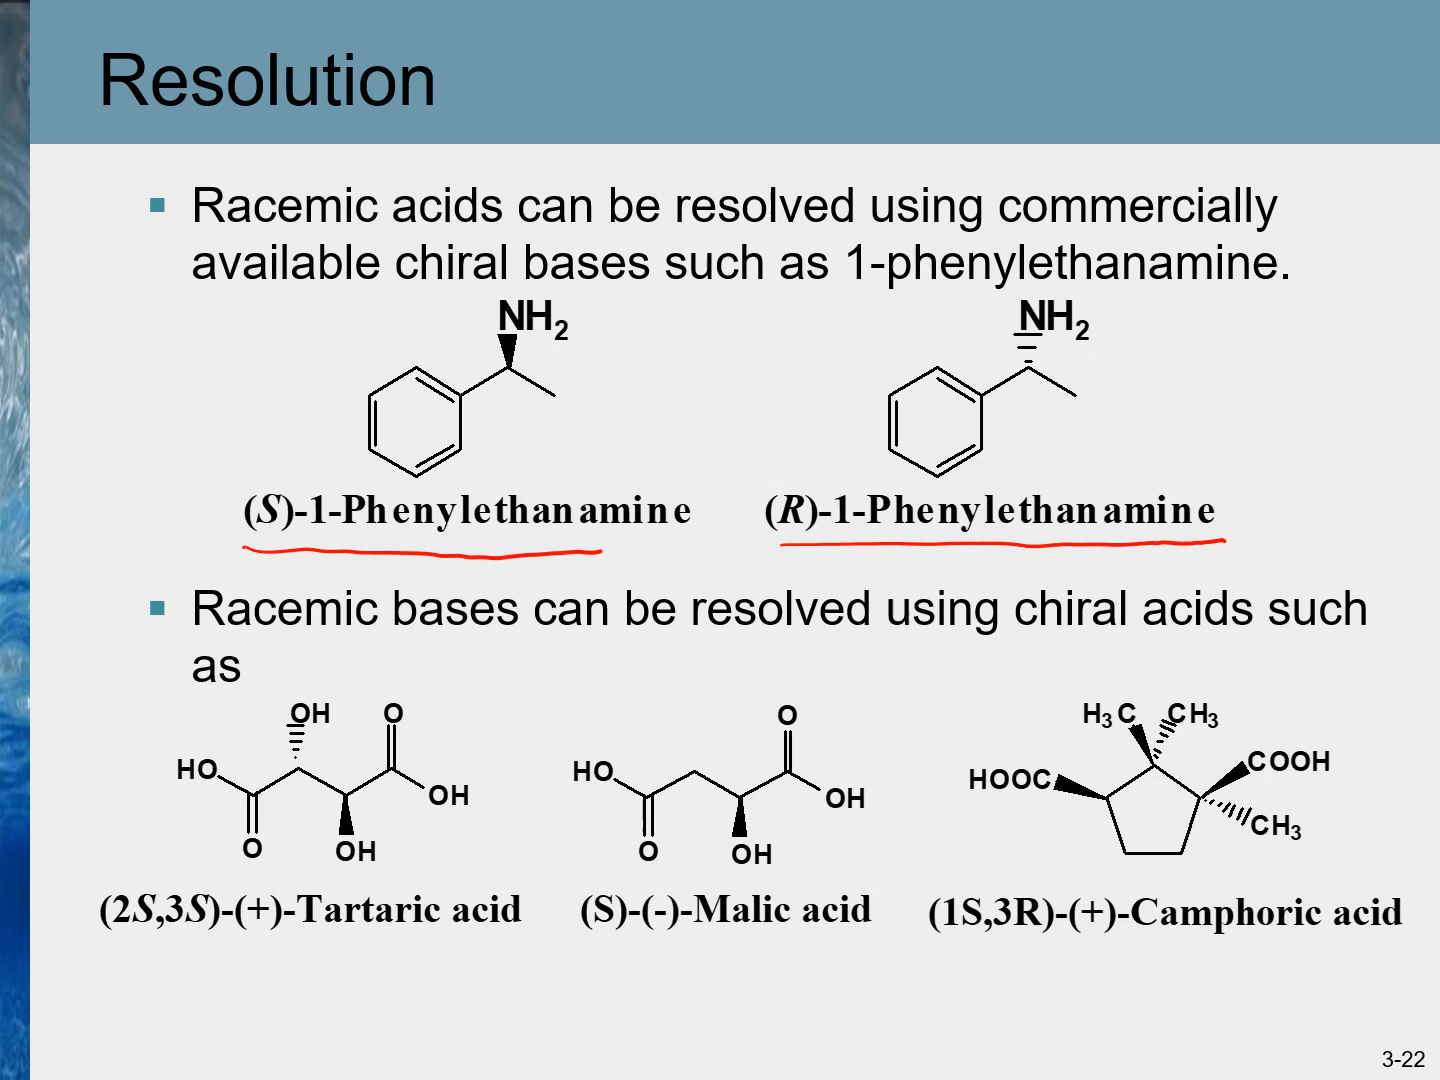 Resolution
Racemic acids can be resolved using commercially
available chiral bases such as 1-phenylethanamine.
NH2 NH2
(S)-1-Phenylethanamine (R)-1-Phenylethanamine
Racemic bases can be resolved using chiral acids such
as
OH O O H3C CH3
HO HO HOOC COOH
OH OH CH3
O OH O OH
(2S,3S)-(+)-Tartaric acid (S)-(-)-Malic acid (1S,3R)-(+)-Camphoric acid
3-22